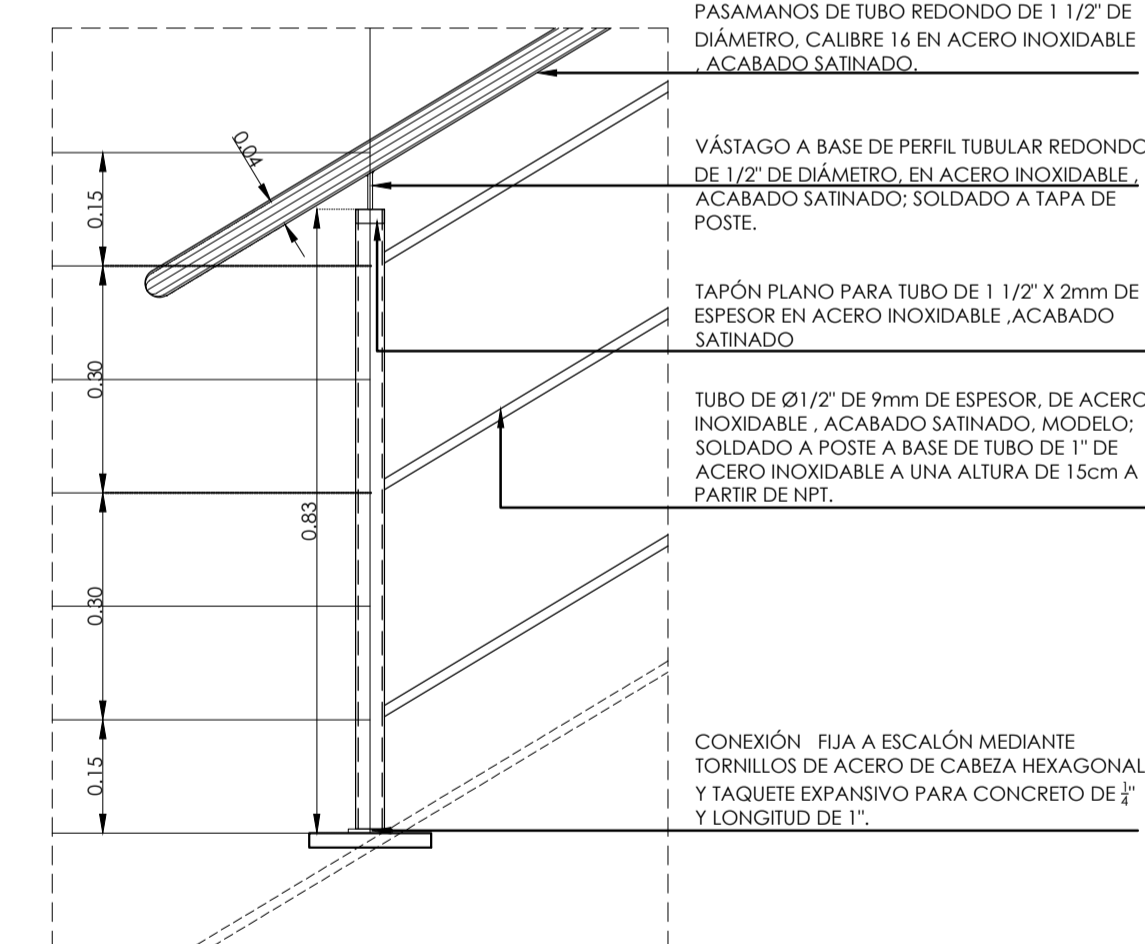 PASAMANOS DE TUBO REDONDO DE 1 1/2" DE
DIÁMETRO, CALIBRE 16 EN ACERO INOXIDABLE
, ACABADO SATINADO.
VÁSTAGO A BASE DE PERFIL TUBULAR REDONDO
DE 1/2" DE DIÁMETRO, EN ACERO INOXIDABLE ,
ACABADO SATINADO; SOLDADO A TAPA DE
POSTE.
TAPÓN PLANO PARA TUBO DE 1 1/2" X 2mm DE
ESPESOR EN ACERO INOXIDABLE ,ACABADO
SATINADO
TUBO DE Ø1/2" DE 9mm DE ESPESOR, DE ACERO
INOXIDABLE , ACABADO SATINADO, MODELO;
SOLDADO A POSTE A BASE DE TUBO DE 1" DE
ACERO INOXIDABLE A UNA ALTURA DE 15cm A
PARTIR DE NPT.
CONEXIÓN FIJA A ESCALÓN MEDIANTE
TORNILLOS DE ACERO DE CABEZA HEXAGONAL
Y TAQUETE EXPANSIVO PARA CONCRETO DE 1/4"
Y LONGITUD DE 1".
0.04
0.15
0.30
0.83
0.30
0.15